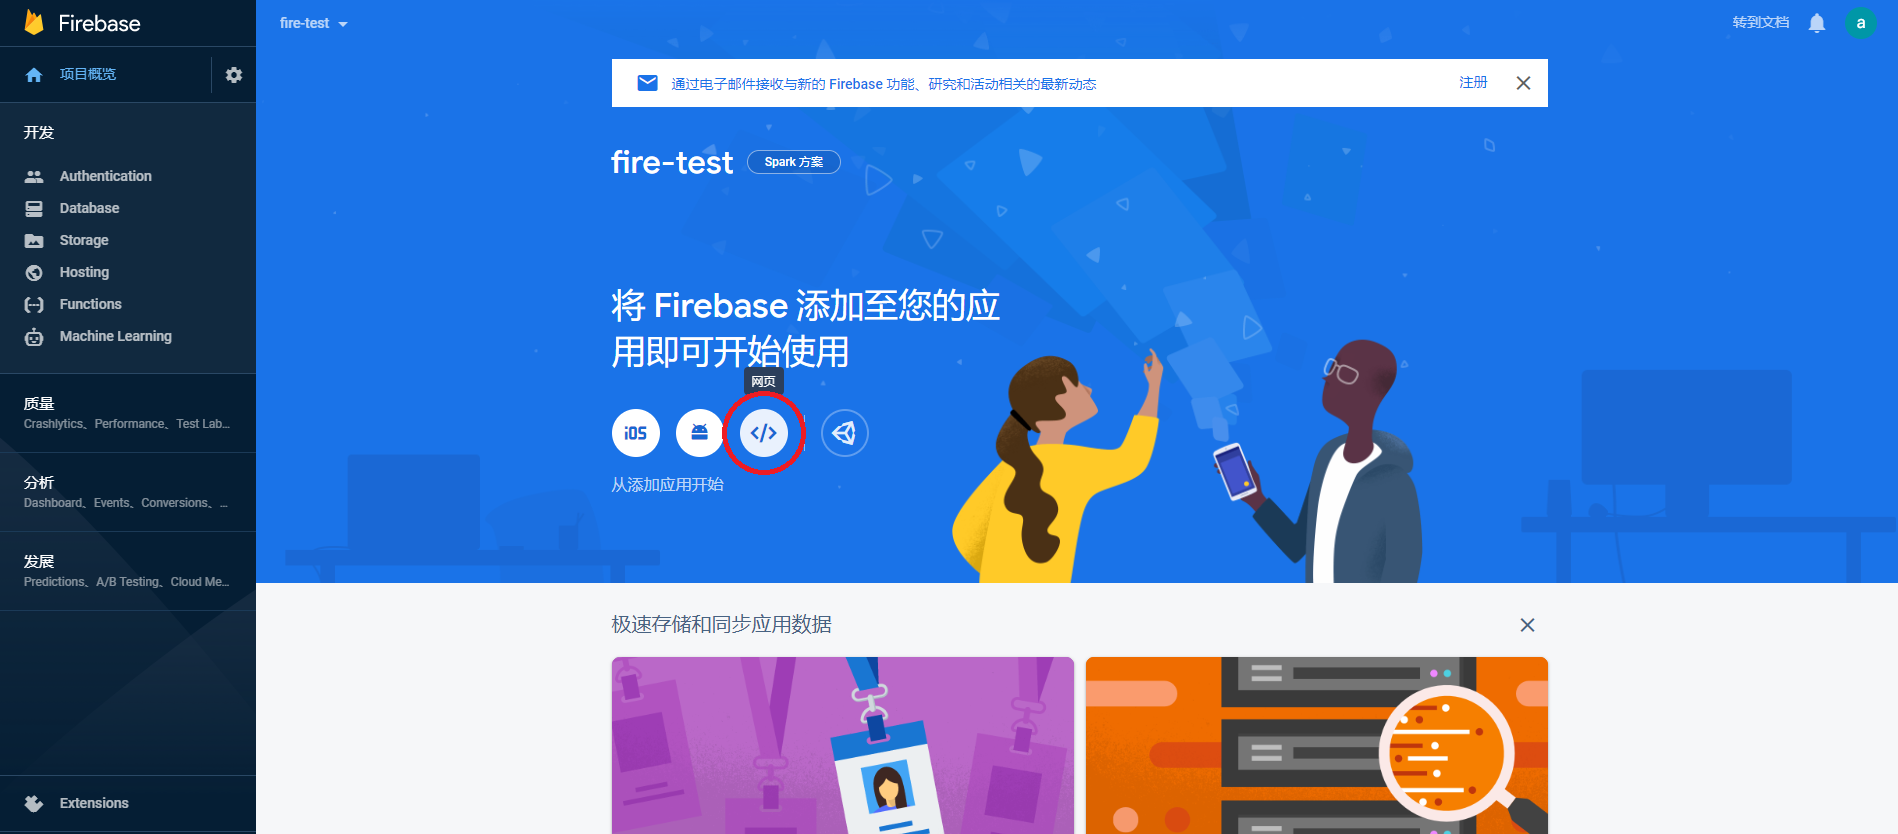 Firebase
项目概览
开发
Authentication
Database
Storage
Hosting
Functions
Machine Learning
质量
Crashlytics、Performance、Test Lab...
分析
Dashboard、Events、Conversions、...
发展
Predictions、A/B Testing、Cloud Me...
Extensions
fire-test
转到文档
a
通过电子邮件接收与新的 Firebase 功能、研究和活动相关的最新动态
注册
fire-test
Spark 方案
将 Firebase 添加至您的应
用即可开始使用
网页
iOS
</>
从添加应用开始
极速存储和同步应用数据